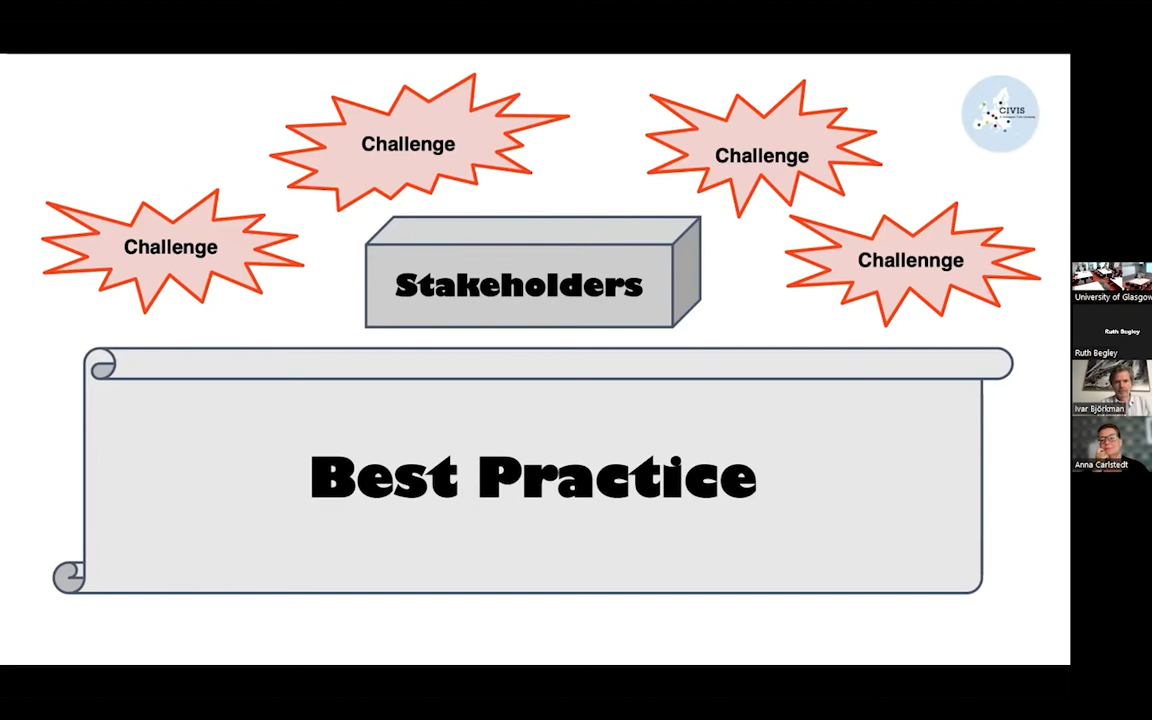 Challenge
Challenge
CIVIS
Challenge
Challennge
Stakeholders
Best Practice
University of Glasgow
Ruth Begley
Ruth Begley
Ivar Björkman
Anna Carlstedt